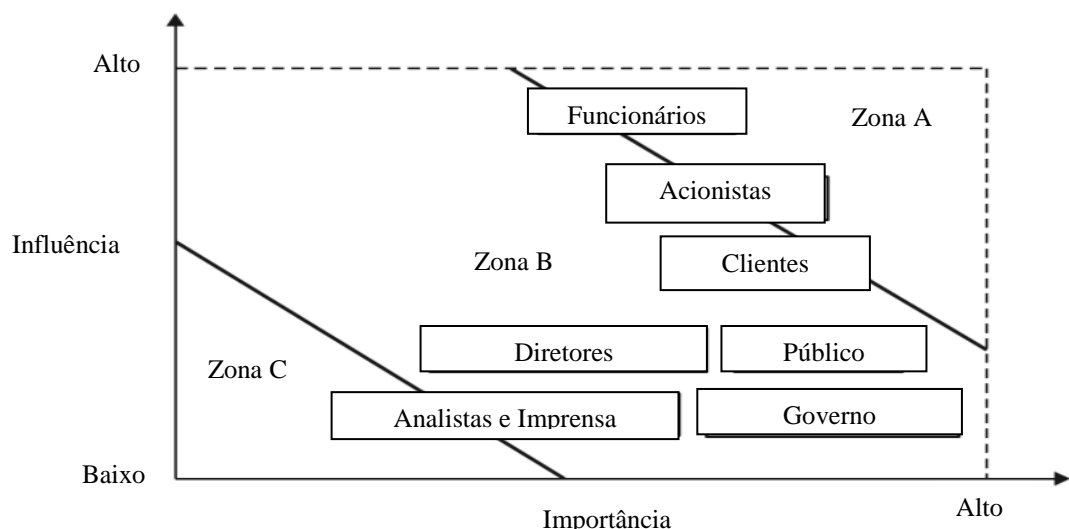 Alto
Funcionários
Zona A
Acionistas
Influência
Zona B
Clientes
Diretores
Público
Zona C
Analistas e Imprensa
Governo
Baixo
Alto
Importância